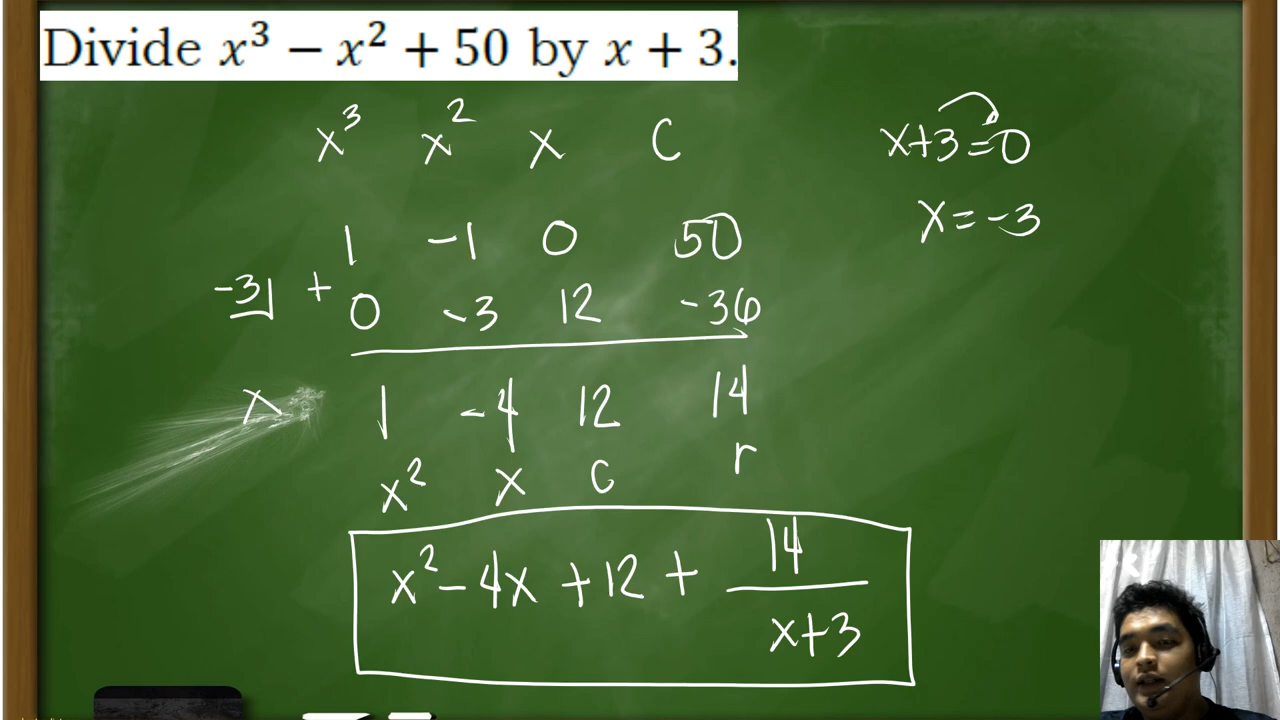 Divide x³ − x² + 50 by x + 3.
x³ x² x C
x+3=0
1 -1 0 50
x=-3
-3| + 0 -3 12 -36
x 1 -4 12 14
x² x C r
x² - 4x + 12 + 14/(x+3)